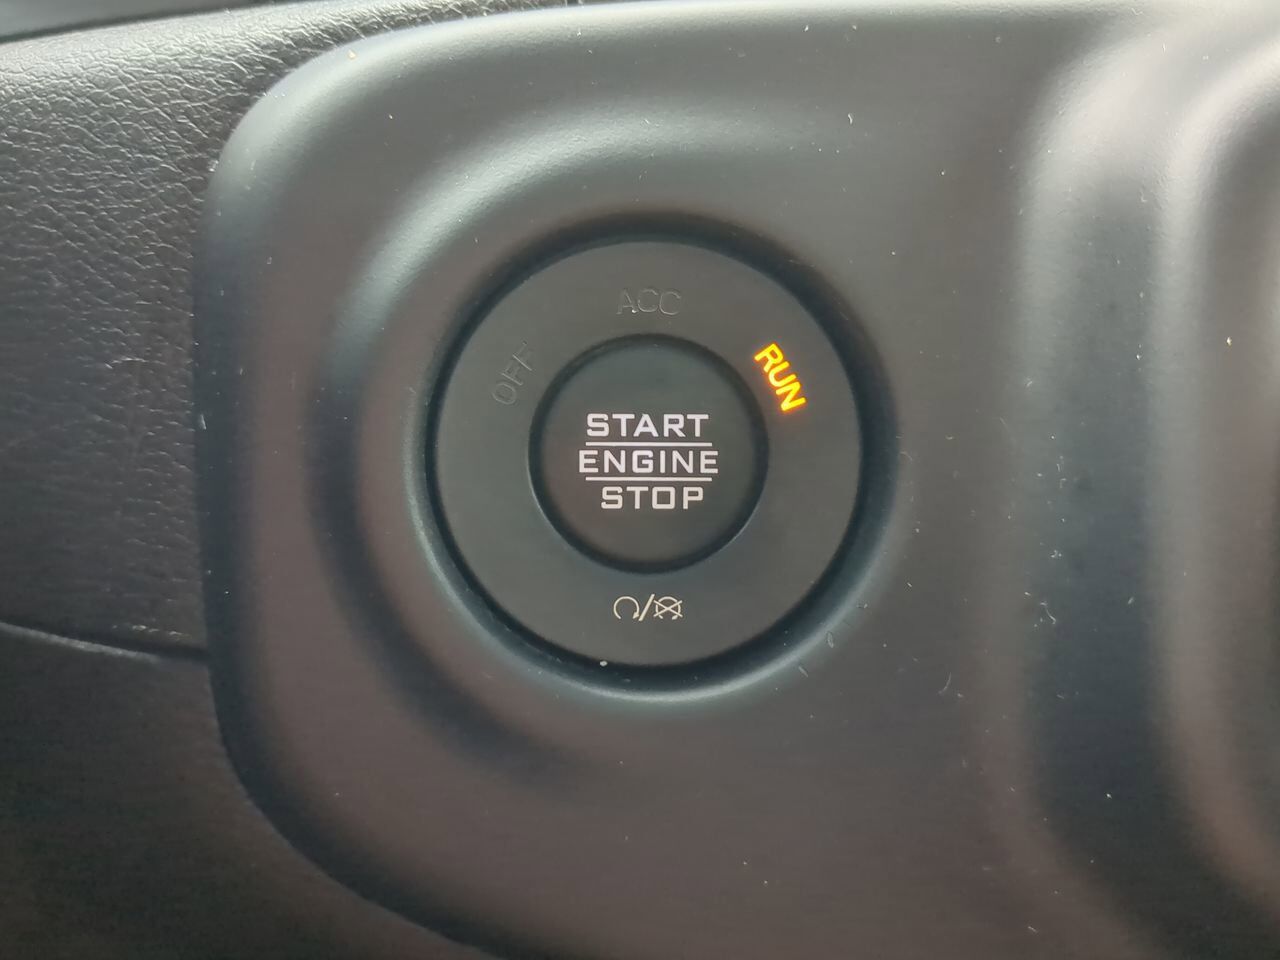 ACC
OFF
RUN
START
ENGINE
STOP